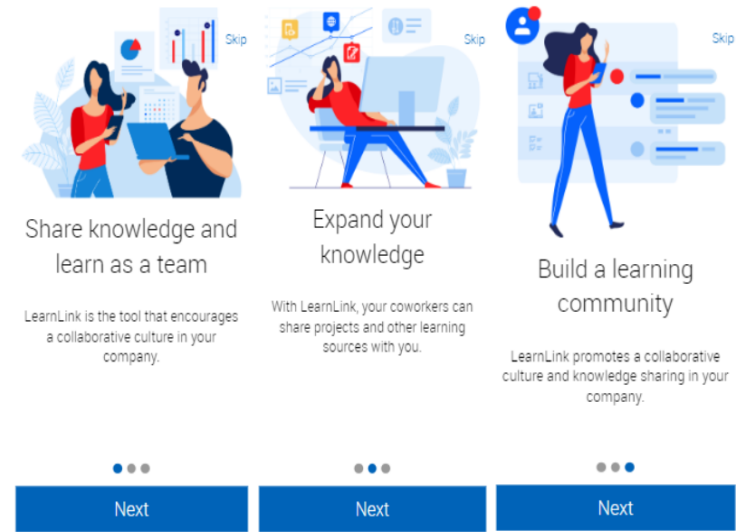 Skip
Share knowledge and
learn as a team
LearnLink is the tool that encourages
a collaborative culture in your
company.
Next
Skip
Expand your
knowledge
With LearnLink, your coworkers can
share projects and other learning
sources with you.
Next
Skip
Build a learning
community
LearnLink promotes a collaborative
culture and knowledge sharing in your
company.
Next